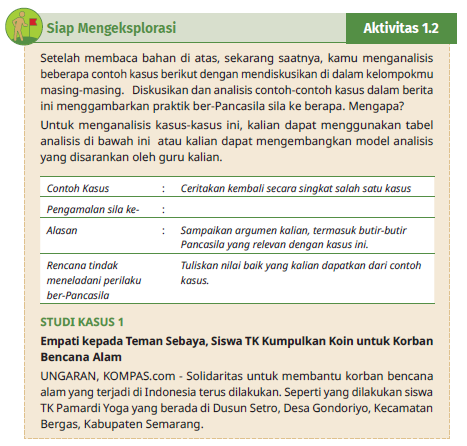 Siap Mengeksplorasi
Aktivitas 1.2
Setelah membaca bahan di atas, sekarang saatnya, kamu menganalisis
beberapa contoh kasus berikut dengan mendiskusikan di dalam kelompokmu
masing-masing. Diskusikan dan analisis contoh-contoh kasus dalam berita
ini menggambarkan praktik ber-Pancasila sila ke berapa. Mengapa?
Untuk menganalisis kasus-kasus ini, kalian dapat menggunakan tabel
analisis di bawah ini atau kalian dapat mengembangkan model analisis
yang disarankan oleh guru kalian.
Contoh Kasus : Ceritakan kembali secara singkat salah satu kasus
Pengamalan sila ke- :
Alasan : Sampaikan argumen kalian, termasuk butir-butir
Pancasila yang relevan dengan kasus ini.
Rencana tindak : Tuliskan nilai baik yang kalian dapatkan dari contoh
meneladani perilaku kasus.
ber-Pancasila
STUDI KASUS 1
Empati kepada Teman Sebaya, Siswa TK Kumpulkan Koin untuk Korban
Bencana Alam
UNGARAN, KOMPAS.com - Solidaritas untuk membantu korban bencana
alam yang terjadi di Indonesia terus dilakukan. Seperti yang dilakukan siswa
TK Pamardi Yoga yang berada di Dusun Setro, Desa Gondoriyo, Kecamatan
Bergas, Kabupaten Semarang.